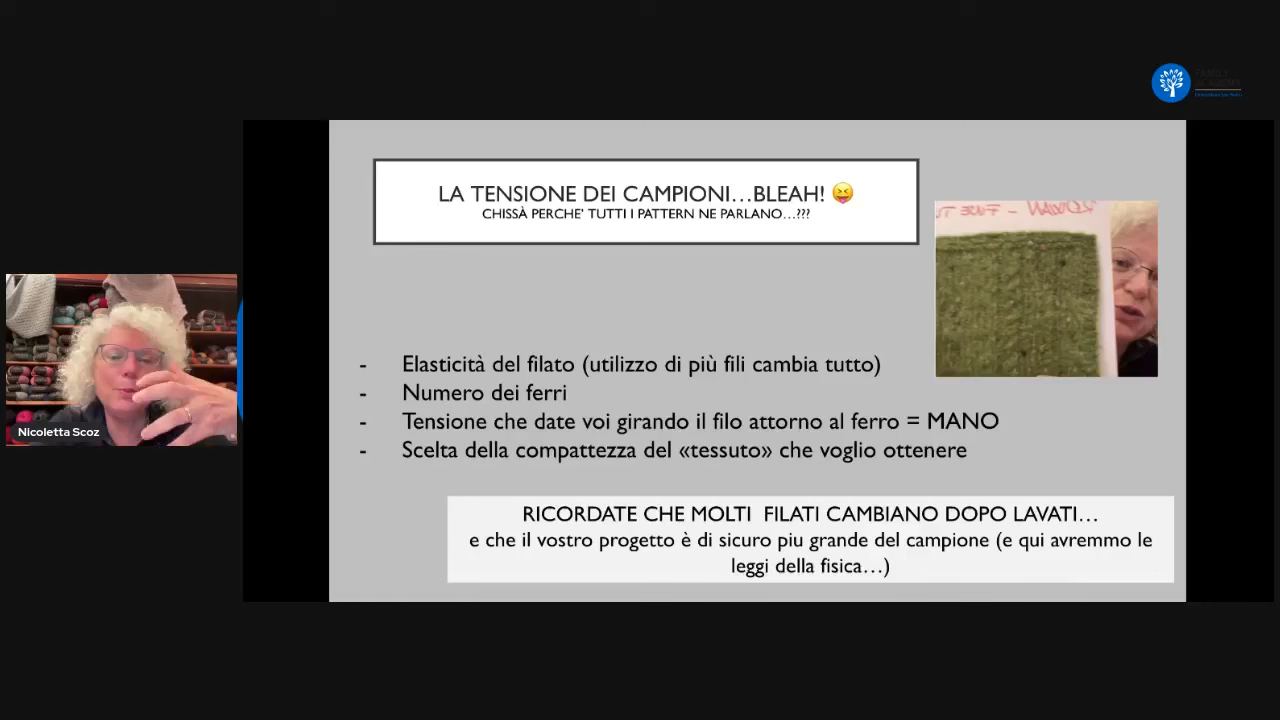 FAMILY
ACADEMY
LA TENSIONE DEI CAMPIONI…BLEAH! 😝
CHISSÀ PERCHE' TUTTI I PATTERN NE PARLANO…???
- Elasticità del filato (utilizzo di più fili cambia tutto)
- Numero dei ferri
- Tensione che date voi girando il filo attorno al ferro = MANO
- Scelta della compattezza del «tessuto» che voglio ottenere
Nicoletta Scoz
RICORDATE CHE MOLTI FILATI CAMBIANO DOPO LAVATI…
e che il vostro progetto è di sicuro piu grande del campione (e qui avremmo le
leggi della fisica…)